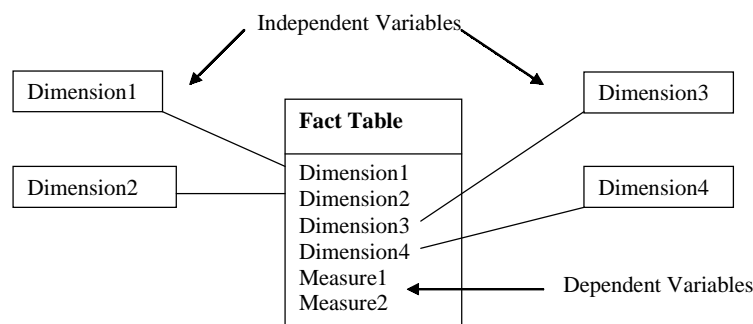 Independent Variables
Dimension1
Dimension2
Fact Table
Dimension1
Dimension2
Dimension3
Dimension4
Measure1
Measure2
Dimension3
Dimension4
Dependent Variables